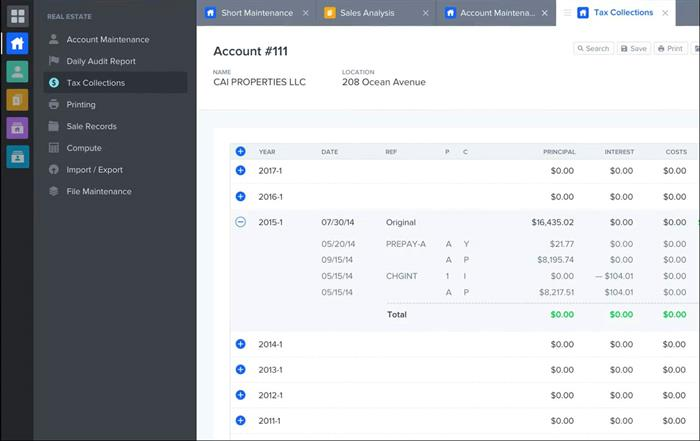 REAL ESTATE
Account Maintenance
Daily Audit Report
Tax Collections
Printing
Sale Records
Compute
Import / Export
File Maintenance
Short Maintenance
Sales Analysis
Account Maintena...
Tax Collections
Account #111
Search
Save
Print
NAME LOCATION
CAI PROPERTIES LLC 208 Ocean Avenue
YEAR DATE REF P C PRINCIPAL INTEREST COSTS
2017-1 $0.00 $0.00 $0.00
2016-1 $0.00 $0.00 $0.00
2015-1 07/30/14 Original $16,435.02 $0.00 $0.00
05/20/14 PREPAY-A A Y $21.77 $0.00 $0.00
09/15/14 A P $8,195.74 $0.00 $0.00
05/15/14 CHGINT 1 I $0.00 — $104.01 $0.00
05/15/14 A P $8,217.51 $104.01 $0.00
Total $0.00 $0.00 $0.00
2014-1 $0.00 $0.00 $0.00
2013-1 $0.00 $0.00 $0.00
2012-1 $0.00 $0.00 $0.00
2011-1 $0.00 $0.00 $0.00